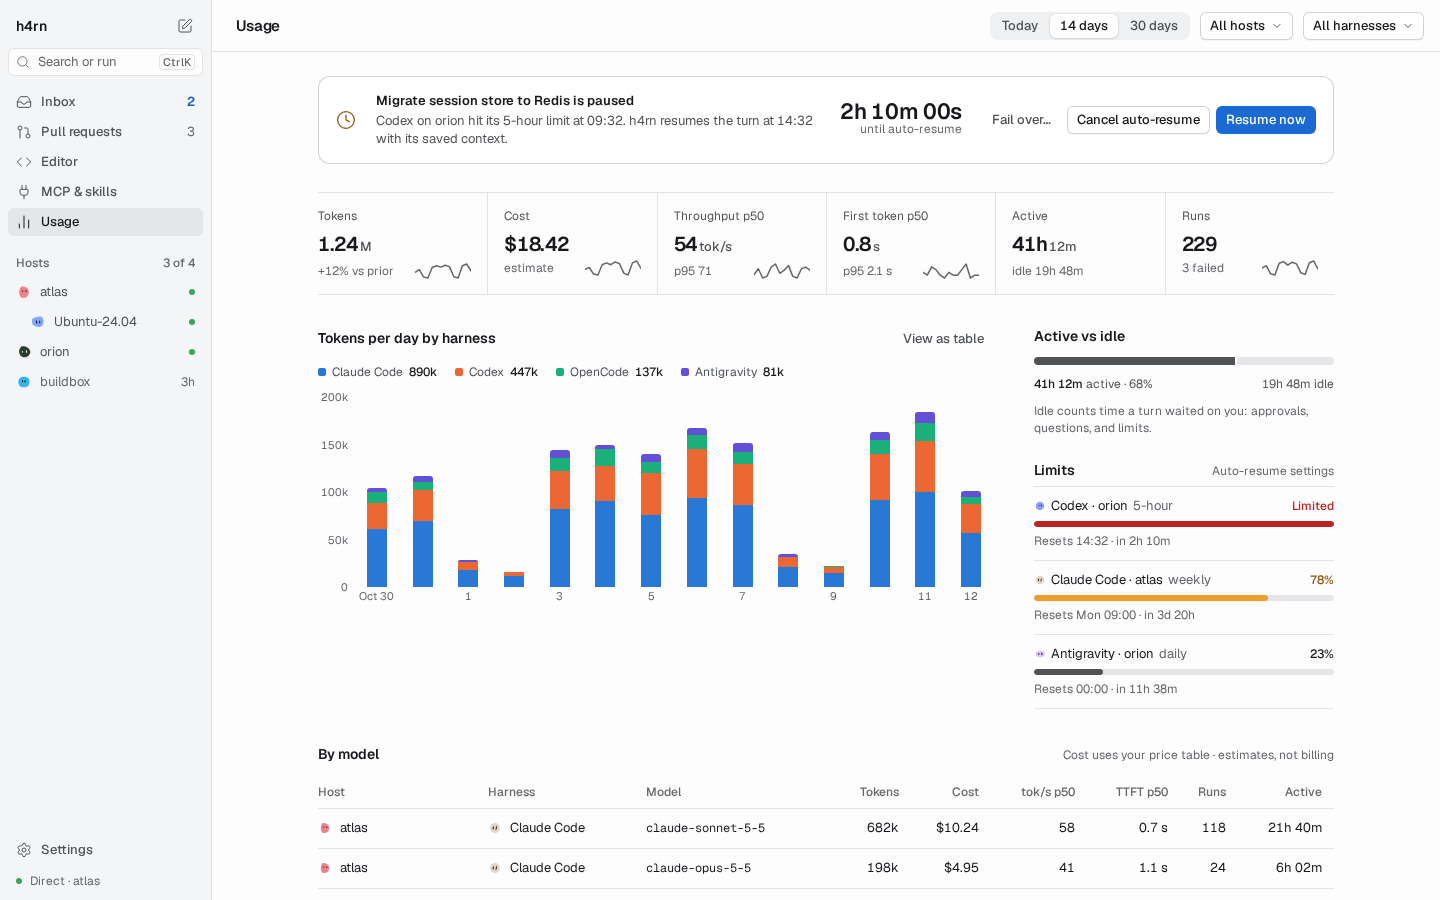 h4rn
Search or run CtrlK
Inbox 2
Pull requests 3
Editor
MCP & skills
Usage
Hosts 3 of 4
atlas
Ubuntu-24.04
orion
buildbox 3h
Settings
Direct · atlas
Usage
Today 14 days 30 days All hosts All harnesses
Migrate session store to Redis is paused
Codex on orion hit its 5-hour limit at 09:32. h4rn resumes the turn at 14:32
with its saved context.
2h 10m 00s
until auto-resume
Fail over... Cancel auto-resume Resume now
Tokens
1.24 M
+12% vs prior
Cost
$18.42
estimate
Throughput p50
54 tok/s
p95 71
First token p50
0.8 s
p95 2.1 s
Active
41h 12m
idle 19h 48m
Runs
229
3 failed
Tokens per day by harness View as table
Claude Code 890k Codex 447k OpenCode 137k Antigravity 81k
200k
150k
100k
50k
0
Oct 30 1 3 5 7 9 11 12
Active vs idle
41h 12m active · 68% 19h 48m idle
Idle counts time a turn waited on you: approvals,
questions, and limits.
Limits Auto-resume settings
Codex · orion 5-hour Limited
Resets 14:32 · in 2h 10m
Claude Code · atlas weekly 78%
Resets Mon 09:00 · in 3d 20h
Antigravity · orion daily 23%
Resets 00:00 · in 11h 38m
By model Cost uses your price table · estimates, not billing
Host Harness Model Tokens Cost tok/s p50 TTFT p50 Runs Active
atlas Claude Code claude-sonnet-5-5 682k $10.24 58 0.7 s 118 21h 40m
atlas Claude Code claude-opus-5-5 198k $4.95 41 1.1 s 24 6h 02m